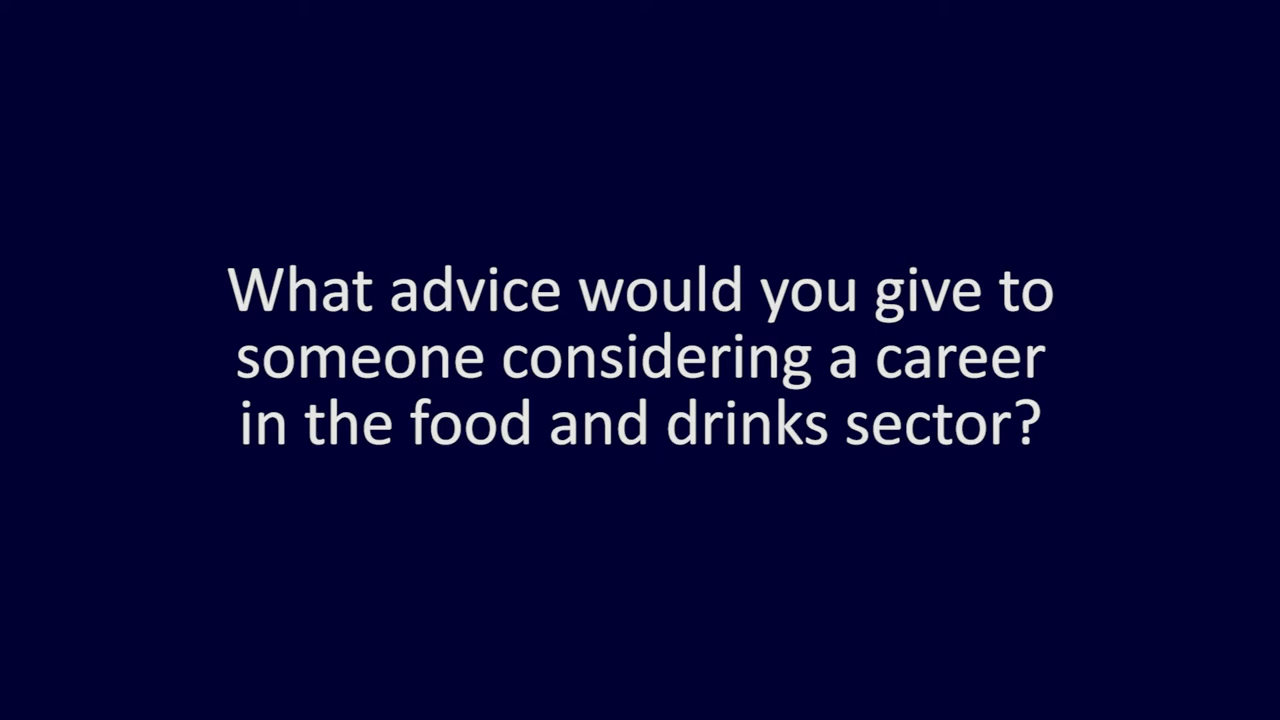 What advice would you give to
someone considering a career
in the food and drinks sector?